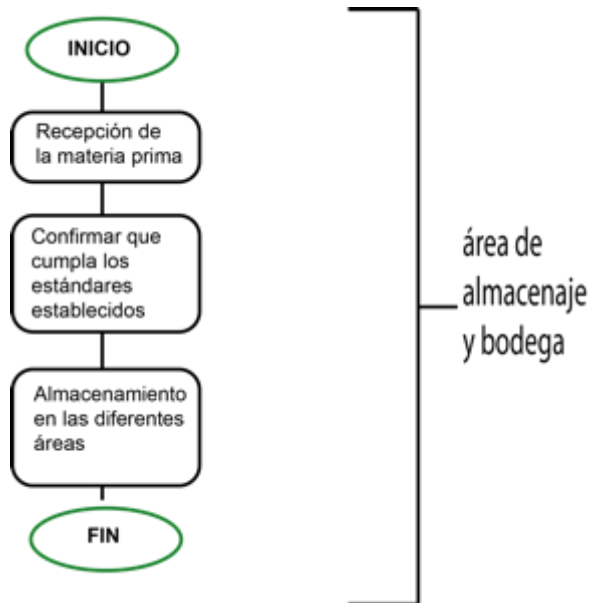 INICIO
Recepción de
la materia prima
Confirmar que
cumpla los
estándares
establecidos
Almacenamiento
en las diferentes
áreas
FIN
área de
almacenaje
y bodega